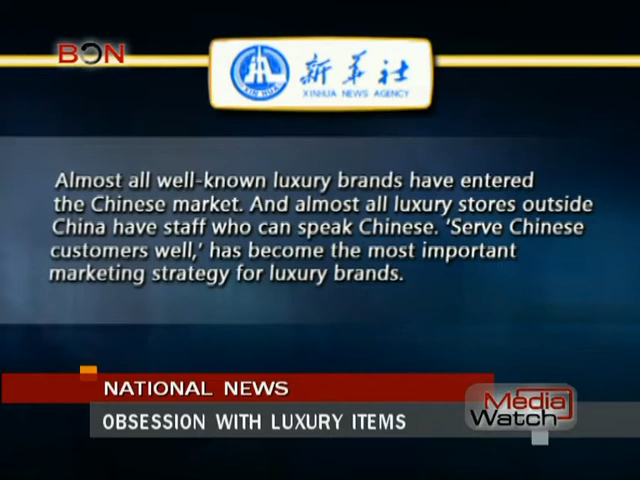 BON
新华社
XIN HUA
XINHUA NEWS AGENCY
Almost all well-known luxury brands have entered
the Chinese market. And almost all luxury stores outside
China have staff who can speak Chinese. ‘Serve Chinese
customers well,’ has become the most important
marketing strategy for luxury brands.
NATIONAL NEWS
OBSESSION WITH LUXURY ITEMS
Media
Watch